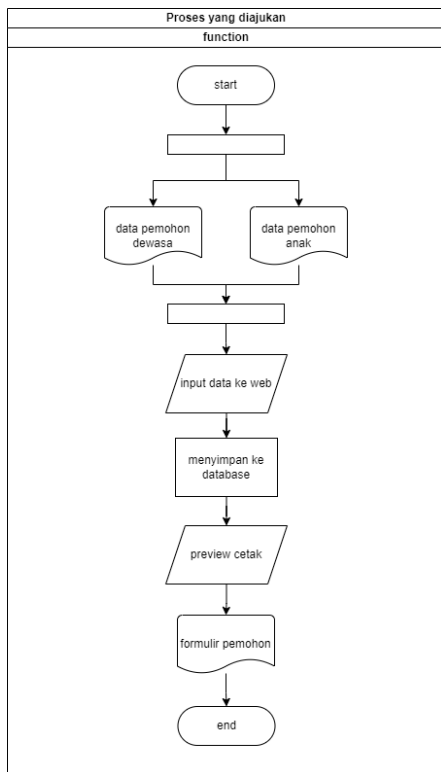 Proses yang diajukan
function
start
data pemohon
dewasa
data pemohon
anak
input data ke web
menyimpan ke
database
preview cetak
formulir pemohon
end